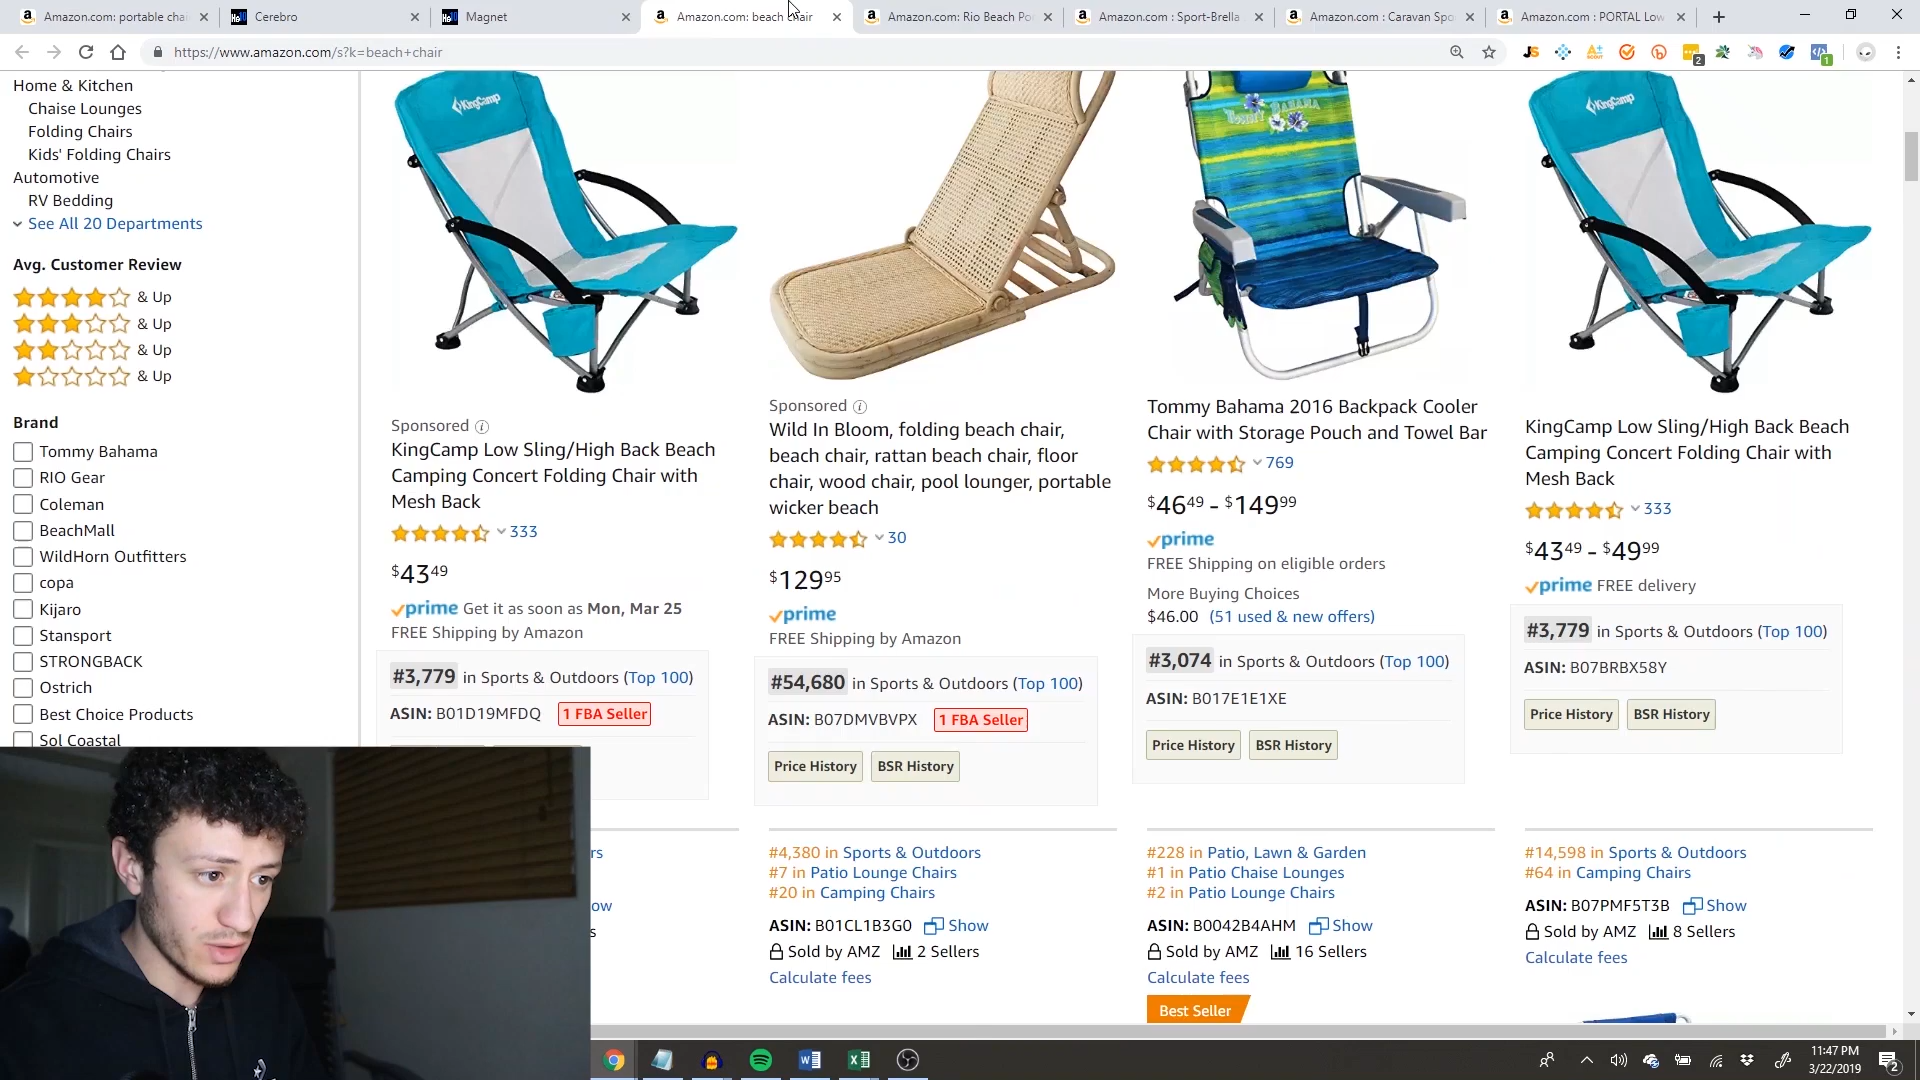 Amazon.com: portable chai
Cerebro
Magnet
Amazon.com: beach chair
Amazon.com: Rio Beach Po
Amazon.com : Sport-Brella
Amazon.com : Caravan Spo
Amazon.com : PORTAL Low
https://www.amazon.com/s?k=beach+chair
Home & Kitchen
Chaise Lounges
Folding Chairs
Kids' Folding Chairs
Automotive
RV Bedding
See All 20 Departments
Avg. Customer Review
& Up
& Up
& Up
& Up
Brand
Tommy Bahama
RIO Gear
Coleman
BeachMall
WildHorn Outfitters
copa
Kijaro
Stansport
STRONGBACK
Ostrich
Best Choice Products
Sol Coastal
KingCamp
Sponsored
KingCamp Low Sling/High Back Beach
Camping Concert Folding Chair with
Mesh Back
333
$43 49
prime Get it as soon as Mon, Mar 25
FREE Shipping by Amazon
#3,779 in Sports & Outdoors (Top 100)
ASIN: B01D19MFDQ 1 FBA Seller
rs
ow
s
Sponsored
Wild In Bloom, folding beach chair,
beach chair, rattan beach chair, floor
chair, wood chair, pool lounger, portable
wicker beach
30
$129 95
prime
FREE Shipping by Amazon
#54,680 in Sports & Outdoors (Top 100)
ASIN: B07DMVBVPX 1 FBA Seller
Price History BSR History
#4,380 in Sports & Outdoors
#7 in Patio Lounge Chairs
#20 in Camping Chairs
ASIN: B01CL1B3G0 Show
Sold by AMZ 2 Sellers
Calculate fees
BAHAMA
Tommy Bahama 2016 Backpack Cooler
Chair with Storage Pouch and Towel Bar
769
$46 49 - $149 99
prime
FREE Shipping on eligible orders
More Buying Choices
$46.00 (51 used & new offers)
#3,074 in Sports & Outdoors (Top 100)
ASIN: B017E1E1XE
Price History BSR History
#228 in Patio, Lawn & Garden
#1 in Patio Chaise Lounges
#2 in Patio Lounge Chairs
ASIN: B0042B4AHM Show
Sold by AMZ 16 Sellers
Calculate fees
Best Seller
KingCamp
KingCamp Low Sling/High Back Beach
Camping Concert Folding Chair with
Mesh Back
333
$43 49 - $49 99
prime FREE delivery
#3,779 in Sports & Outdoors (Top 100)
ASIN: B07BRBX58Y
Price History BSR History
#14,598 in Sports & Outdoors
#64 in Camping Chairs
ASIN: B07PMF5T3B Show
Sold by AMZ 8 Sellers
Calculate fees
11:47 PM
3/22/2019